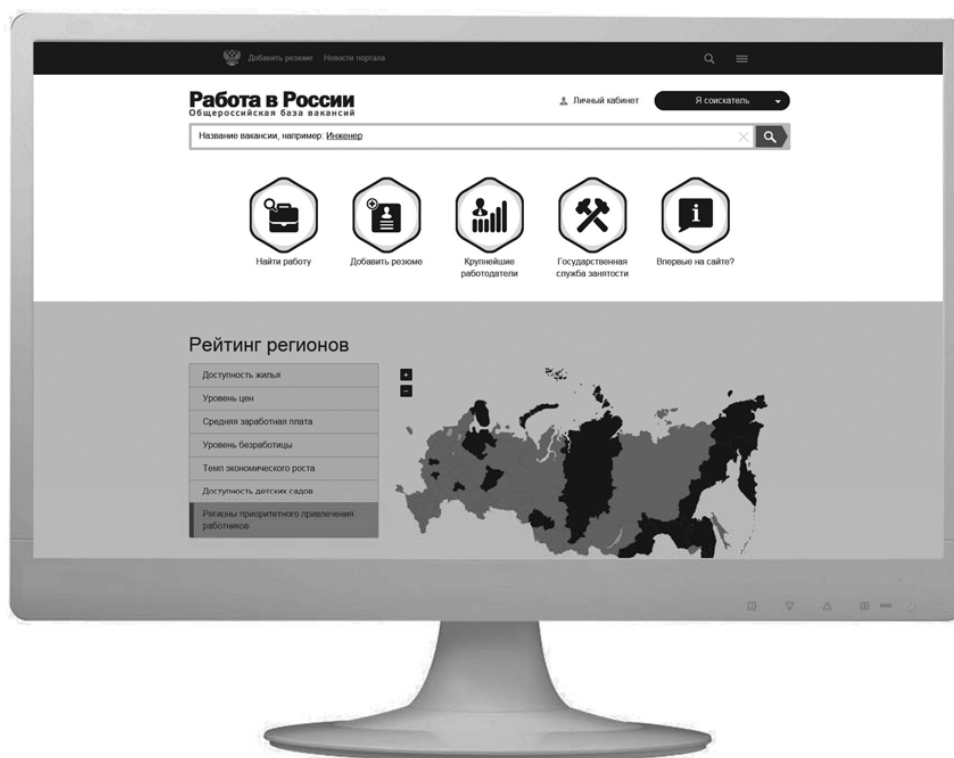 Добавить резюме Новости портала
Работа в России
Общероссийская база вакансий
Личный кабинет
Я соискатель
Название вакансии, например: Инженер
Найти работу
Добавить резюме
Крупнейшие
работодатели
Государственная
служба занятости
Впервые на сайте?
Рейтинг регионов
Доступность жилья
Уровень цен
Средняя заработная плата
Уровень безработицы
Темп экономического роста
Доступность детских садов
Регионы приоритетного привлечения
работников